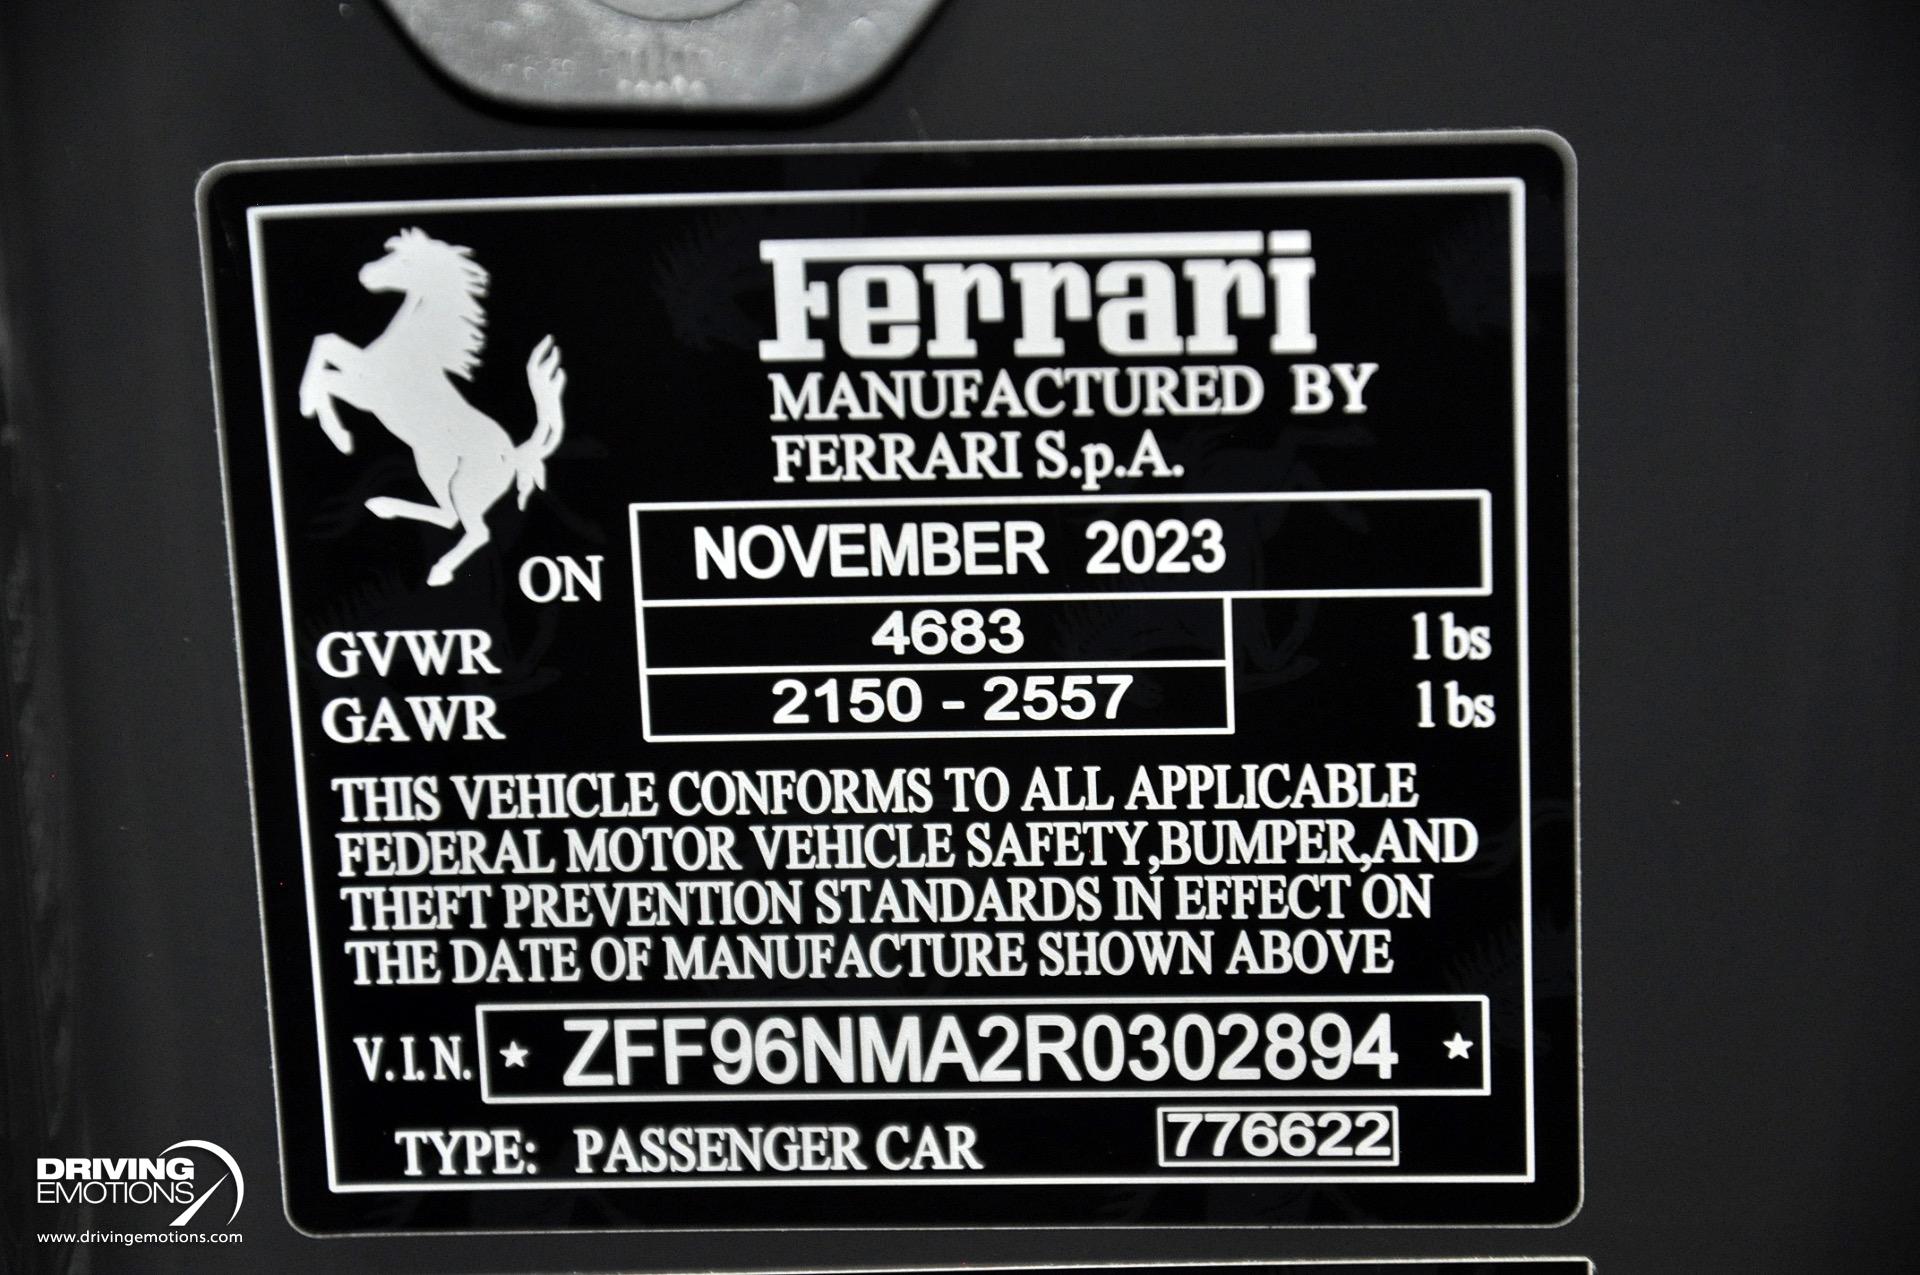 Ferrari
MANUFACTURED BY
FERRARI S.p.A.
ON NOVEMBER 2023
GVWR 4683 lbs
GAWR 2150 - 2557 lbs
THIS VEHICLE CONFORMS TO ALL APPLICABLE
FEDERAL MOTOR VEHICLE SAFETY,BUMPER,AND
THEFT PREVENTION STANDARDS IN EFFECT ON
THE DATE OF MANUFACTURE SHOWN ABOVE
V.I.N. ★ ZFF96NMA2R0302894 ★
TYPE: PASSENGER CAR 776622
DRIVING
EMOTIONS
www.drivingemotions.com